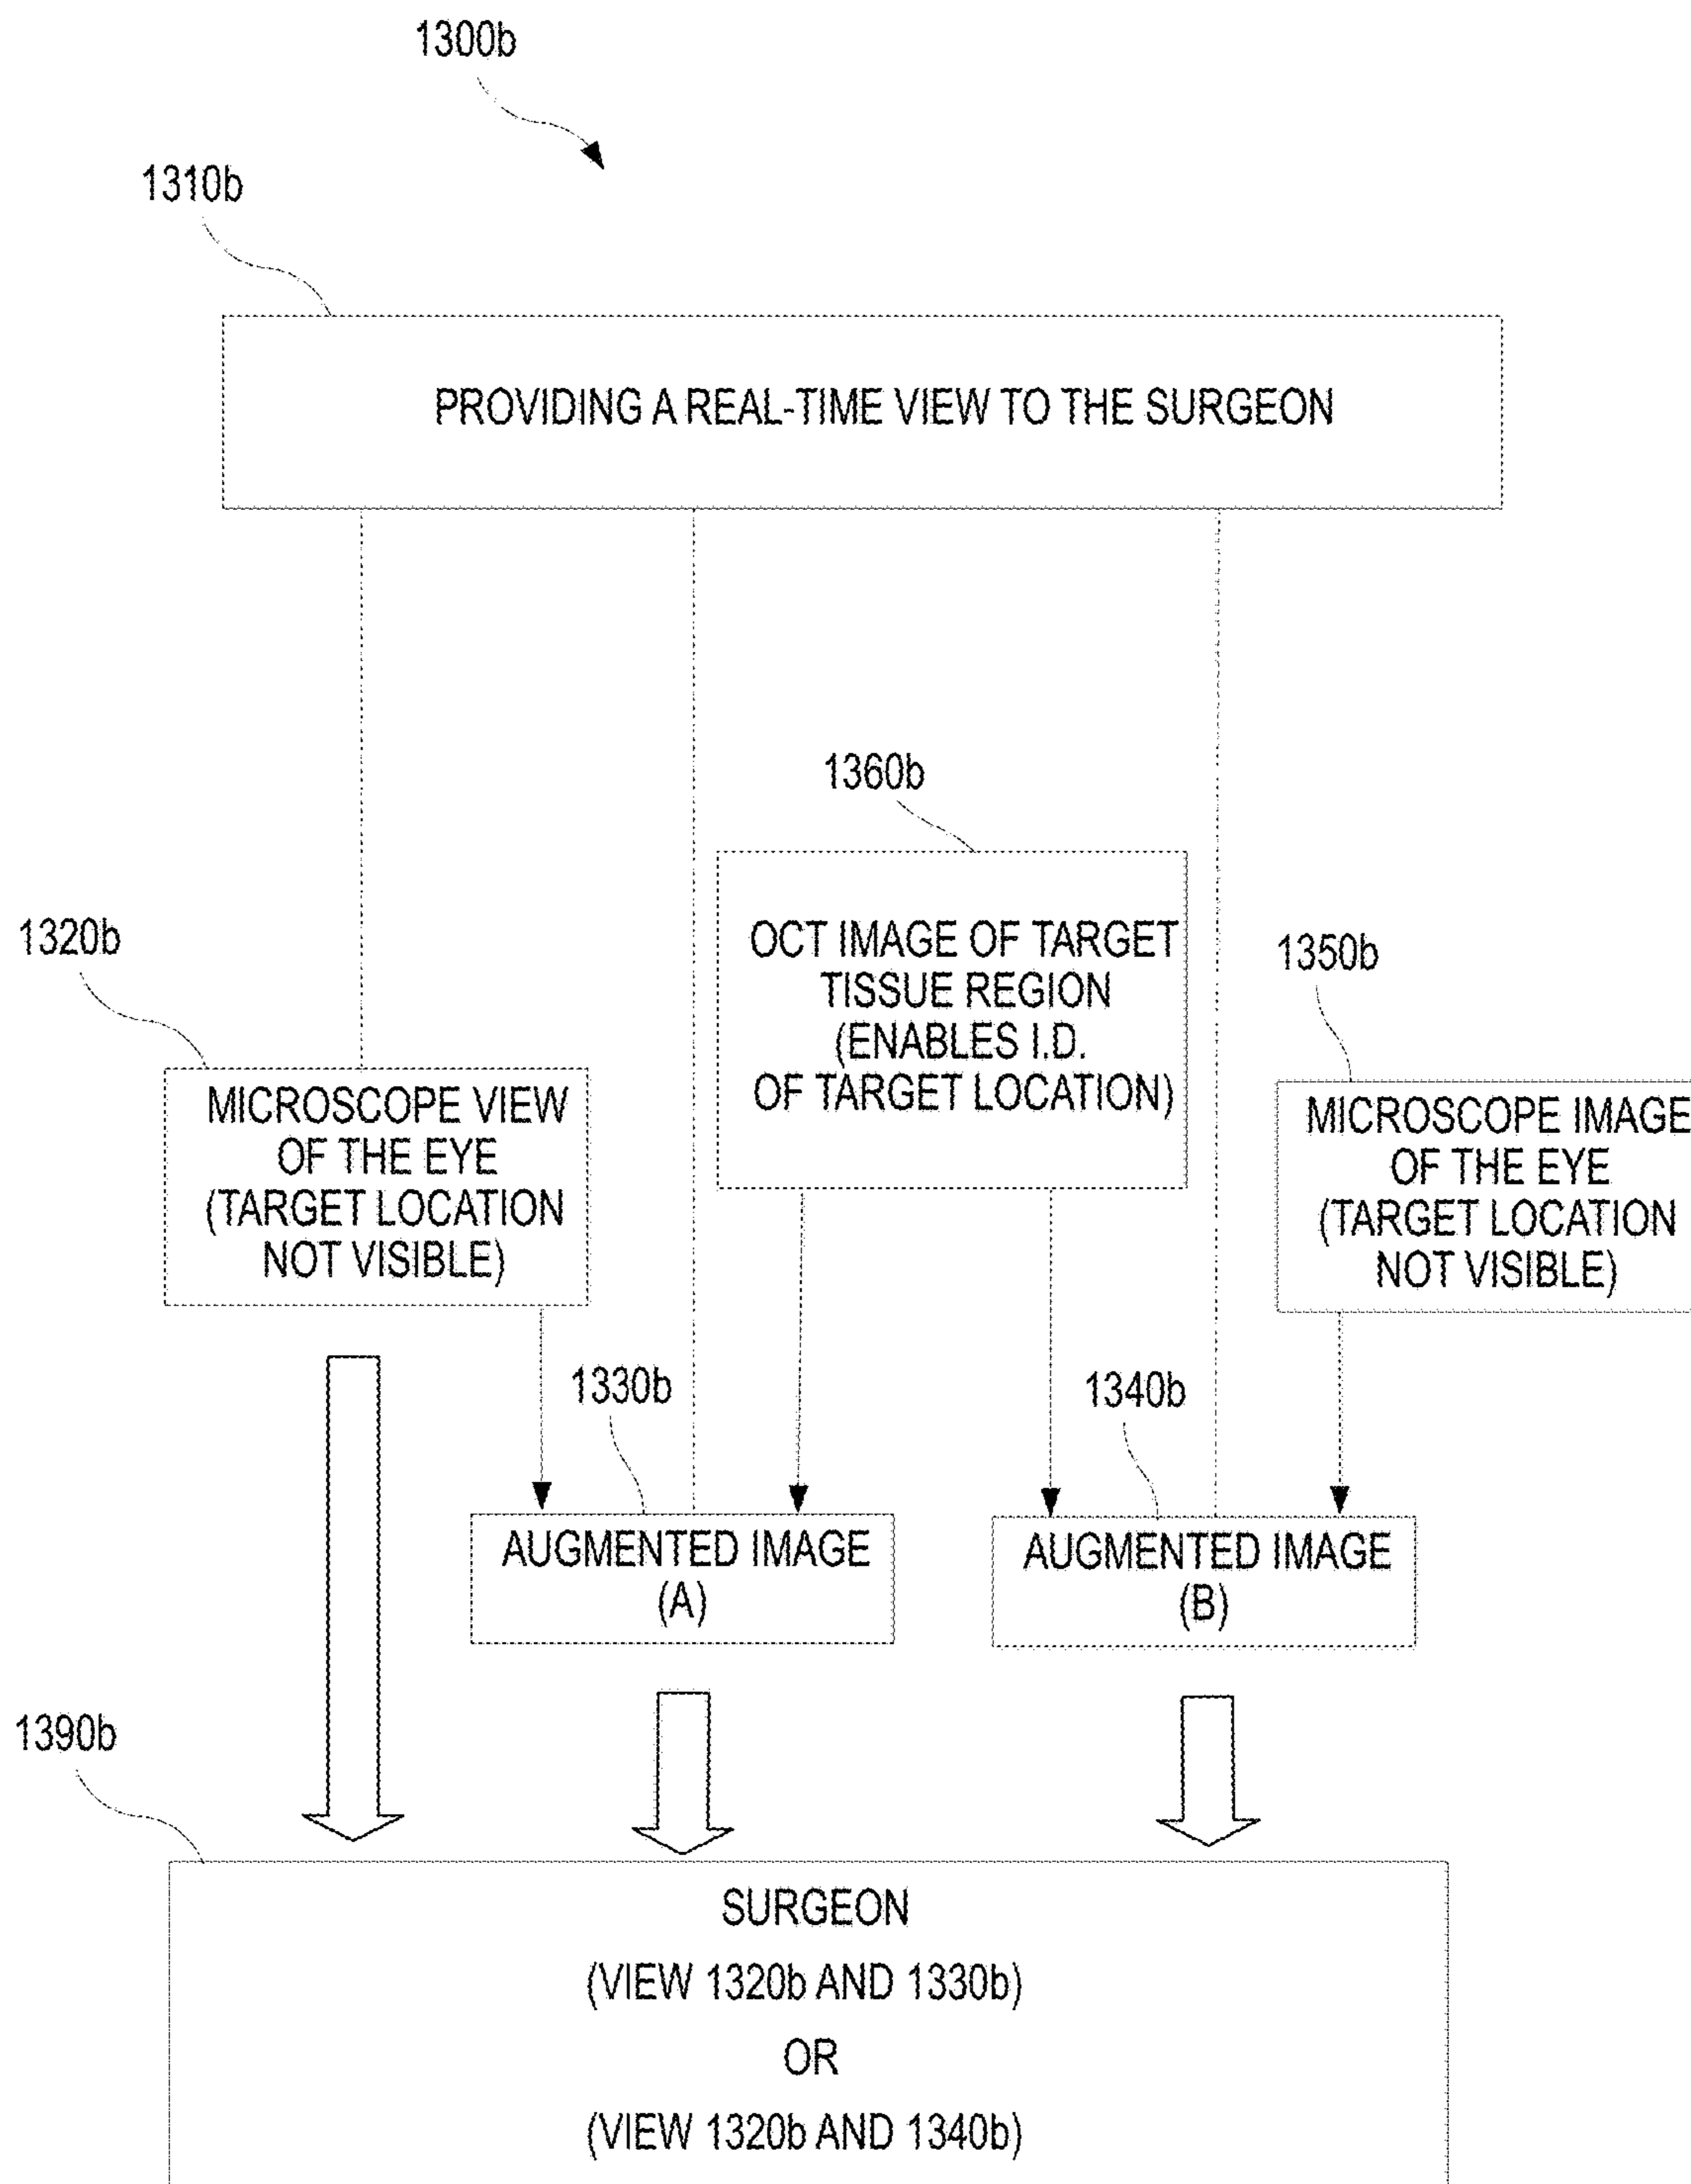 1300b
1310b
PROVIDING A REAL-TIME VIEW TO THE SURGEON
1360b
OCT IMAGE OF TARGET
TISSUE REGION
(ENABLES I.D.
OF TARGET LOCATION)
1320b
MICROSCOPE VIEW
OF THE EYE
(TARGET LOCATION
NOT VISIBLE)
1350b
MICROSCOPE IMAGE
OF THE EYE
(TARGET LOCATION
NOT VISIBLE)
1330b
AUGMENTED IMAGE
(A)
1340b
AUGMENTED IMAGE
(B)
1390b
SURGEON
(VIEW 1320b AND 1330b)
OR
(VIEW 1320b AND 1340b)